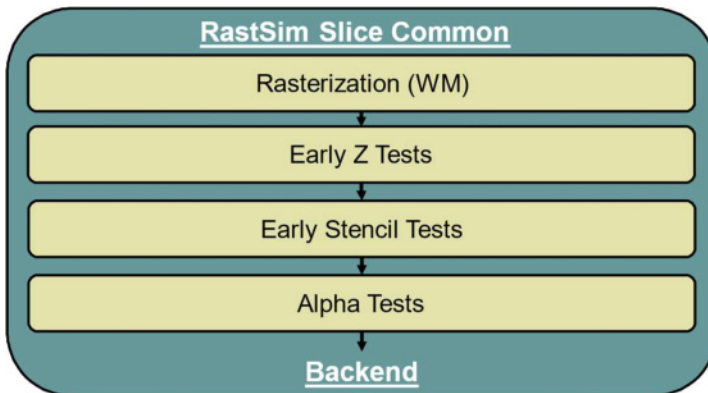 RastSim Slice Common
Rasterization (WM)
Early Z Tests
Early Stencil Tests
Alpha Tests
Backend